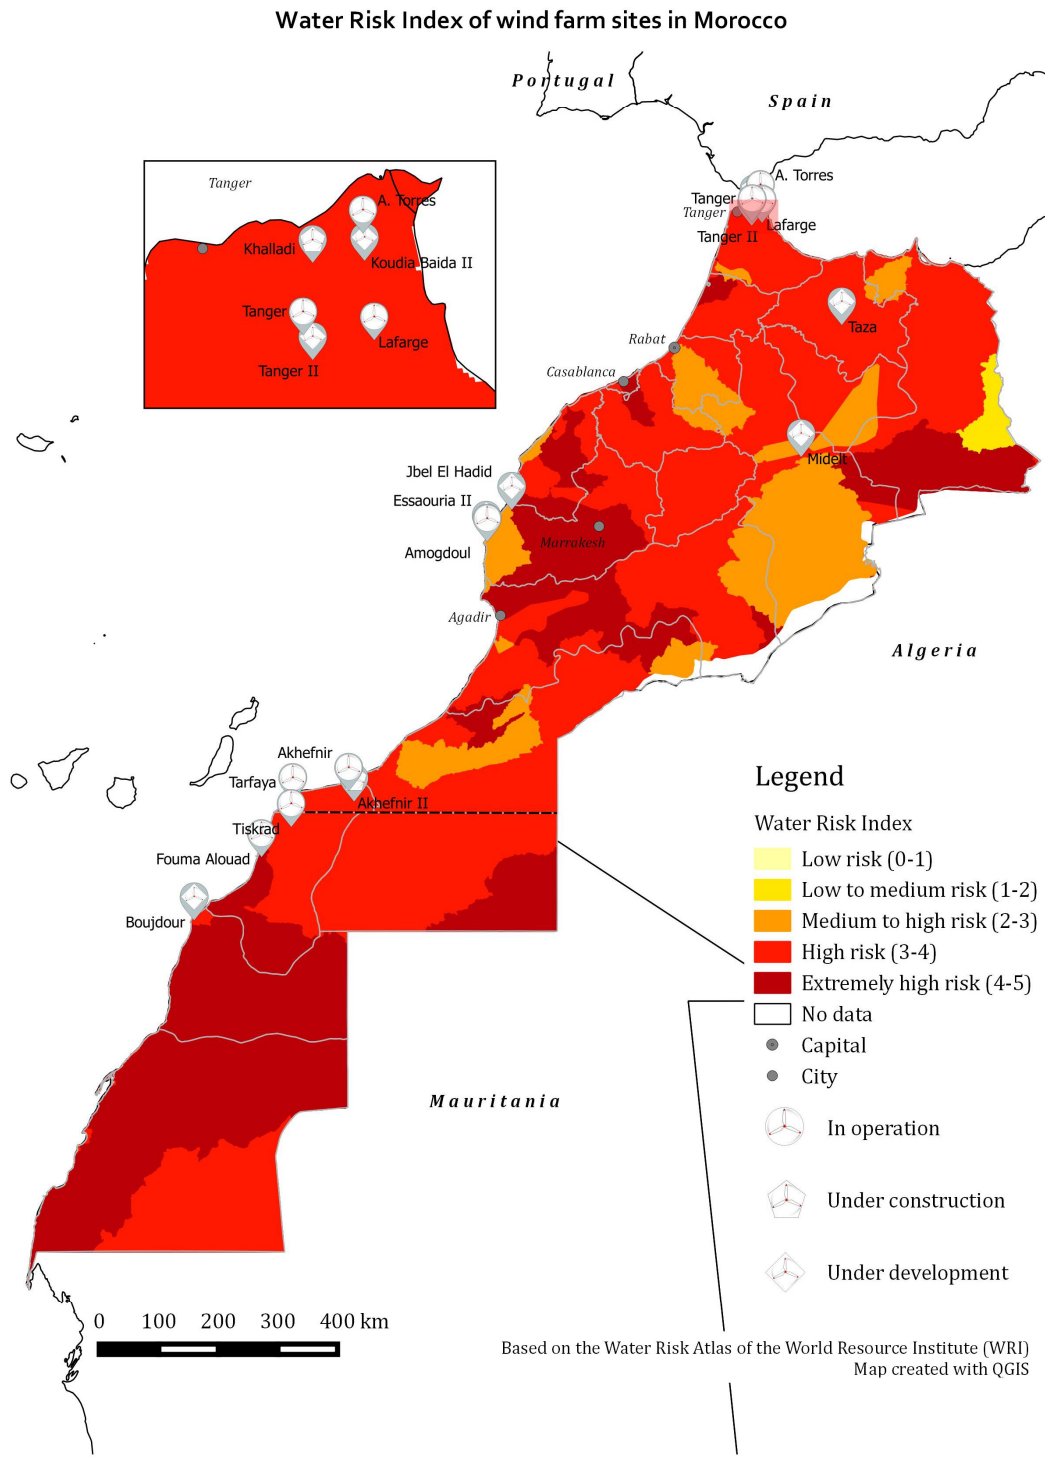 Water Risk Index of wind farm sites in Morocco
Portugal
Spain
Tanger
A. Torres
Khalladi
Koudia Baida II
Tanger
Lafarge
Tanger II
A. Torres
Tanger
Tanger
Lafarge
Tanger II
Taza
Rabat
Casablanca
Midelt
Jbel El Hadid
Essaouria II
Amogdoul
Marrakesh
Agadir
Algeria
Akhefnir
Tarfaya
Akhefnir II
Tiskrad
Fouma Alouad
Boujdour
Mauritania
Legend
Water Risk Index
Low risk (0-1)
Low to medium risk (1-2)
Medium to high risk (2-3)
High risk (3-4)
Extremely high risk (4-5)
No data
Capital
City
In operation
Under construction
Under development
0 100 200 300 400 km
Based on the Water Risk Atlas of the World Resource Institute (WRI)
Map created with QGIS